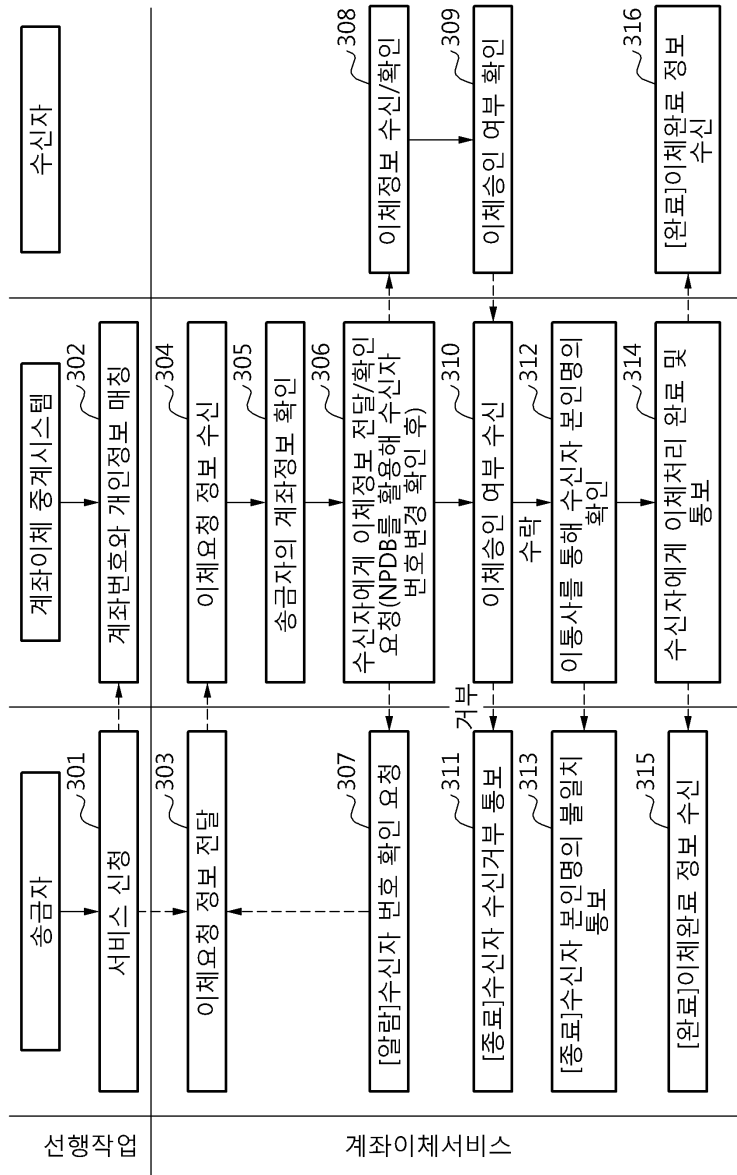 송금자
계좌이체 중계시스템
수신자
선행작업
서비스 신청
301
계좌번호와 개인정보 매칭
302
계좌이체서비스
이체요청 정보 전달
303
이체요청 정보 수신
304
송금자의 계좌정보 확인
305
수신자에게 이체정보 전달/확인
요청(NPDB를 활용해 수신자
번호변경 확인 후)
306
[알람]수신자 번호 확인 요청
307
이체정보 수신/확인
308
이체승인 여부 확인
309
이체승인 여부 수신
310
거부
수락
[종료]수신자 수신거부 통보
311
이통사를 통해 수신자 본인명의
확인
312
[종료]수신자 본인명의 불일치
통보
313
수신자에게 이체처리 완료 및
통보
314
[완료]이체완료 정보 수신
315
[완료]이체완료 정보
수신
316